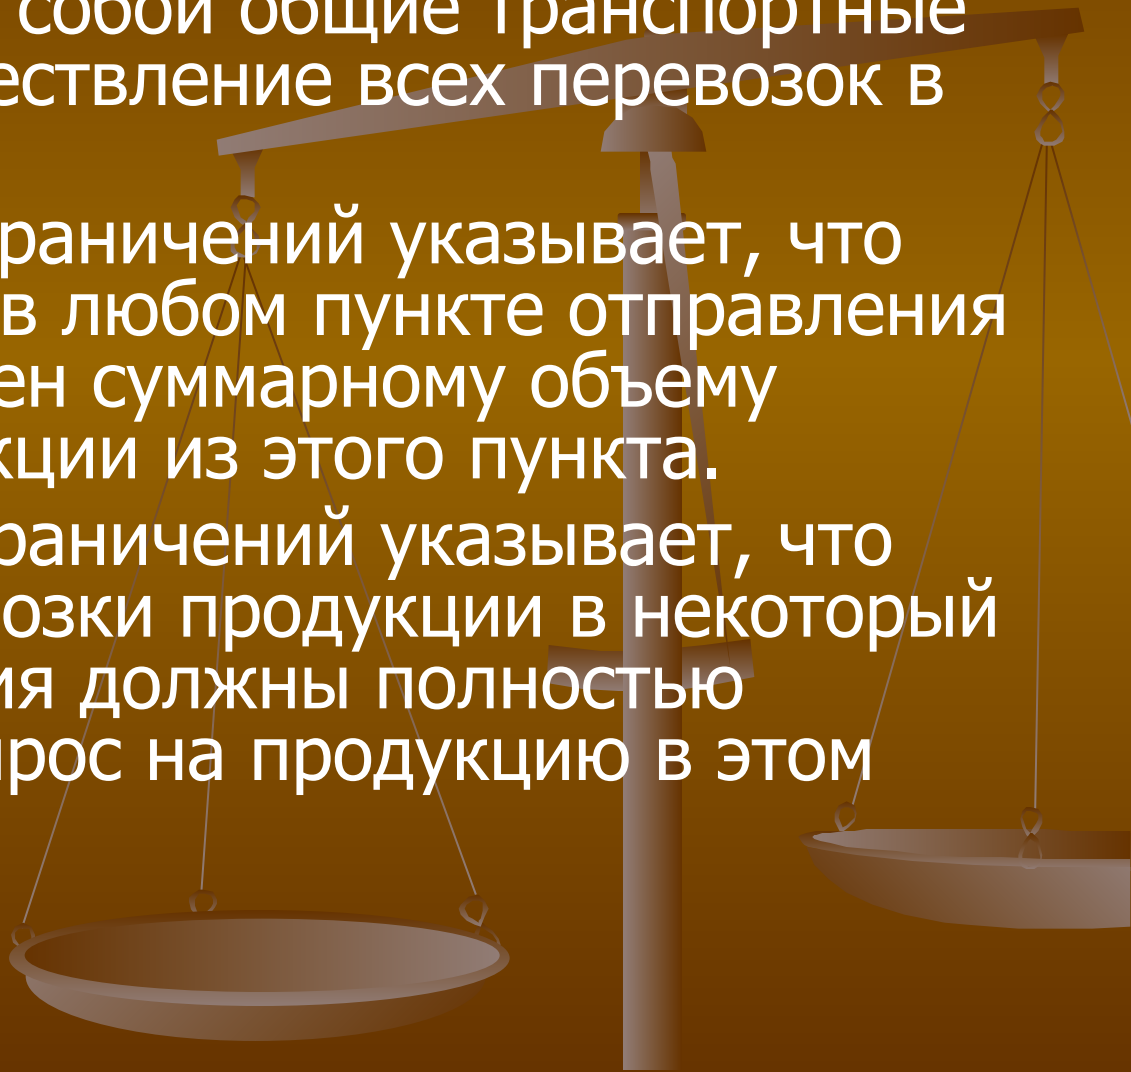 собой общие транспортные
ествление всех перевозок в
раничений указывает, что
в любом пункте отправления
ен суммарному объему
кции из этого пункта.
раничений указывает, что
озки продукции в некоторый
ия должны полностью
прос на продукцию в этом